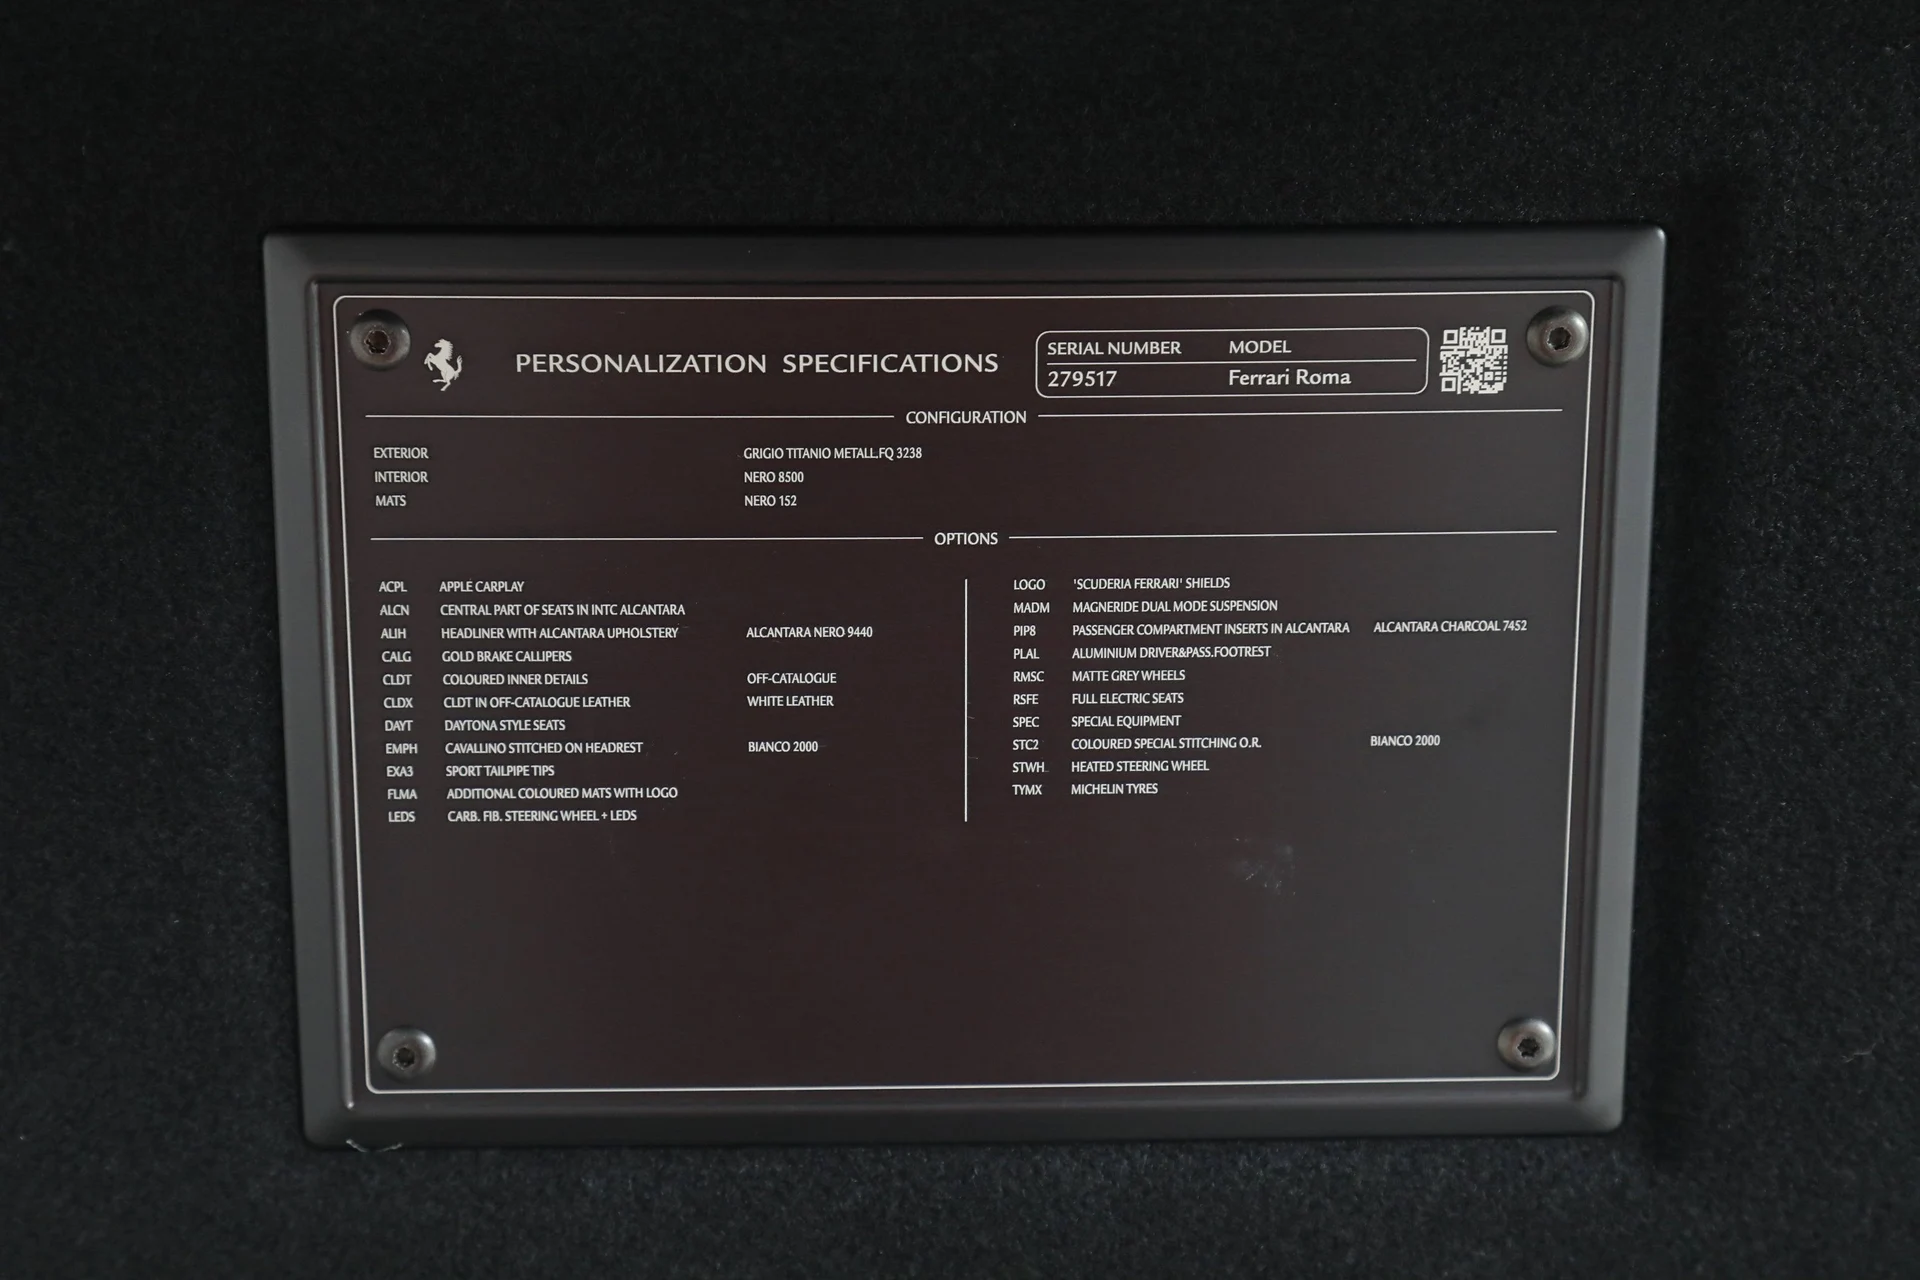 PERSONALIZATION SPECIFICATIONS
SERIAL NUMBER MODEL
279517 Ferrari Roma
CONFIGURATION
EXTERIOR GRIGIO TITANIO METALL.FQ 3238
INTERIOR NERO 8500
MATS NERO 152
OPTIONS
ACPL APPLE CARPLAY
ALCN CENTRAL PART OF SEATS IN INTC ALCANTARA
ALIH HEADLINER WITH ALCANTARA UPHOLSTERY ALCANTARA NERO 9440
CALG GOLD BRAKE CALLIPERS
CLDT COLOURED INNER DETAILS OFF-CATALOGUE
CLDX CLDT IN OFF-CATALOGUE LEATHER WHITE LEATHER
DAYT DAYTONA STYLE SEATS
EMPH CAVALLINO STITCHED ON HEADREST BIANCO 2000
EXA3 SPORT TAILPIPE TIPS
FLMA ADDITIONAL COLOURED MATS WITH LOGO
LEDS CARB. FIB. STEERING WHEEL + LEDS
LOGO 'SCUDERIA FERRARI' SHIELDS
MADM MAGNERIDE DUAL MODE SUSPENSION
PIP8 PASSENGER COMPARTMENT INSERTS IN ALCANTARA ALCANTARA CHARCOAL 7452
PLAL ALUMINIUM DRIVER&PASS.FOOTREST
RMSC MATTE GREY WHEELS
RSFE FULL ELECTRIC SEATS
SPEC SPECIAL EQUIPMENT
STC2 COLOURED SPECIAL STITCHING O.R. BIANCO 2000
STWH HEATED STEERING WHEEL
TYMX MICHELIN TYRES